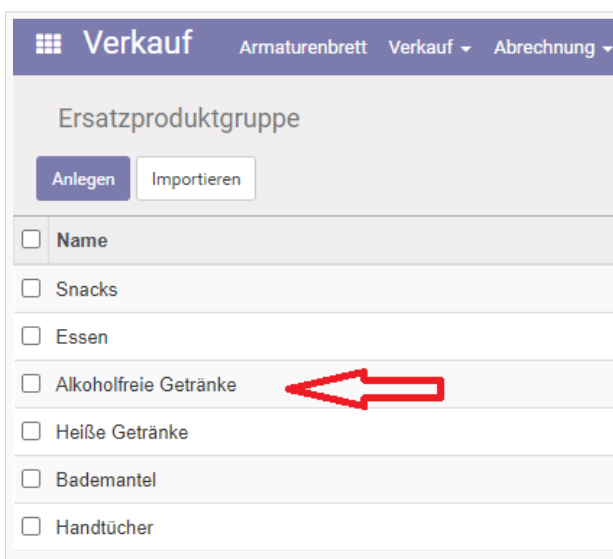 Verkauf Armaturenbrett Verkauf Abrechnung
Ersatzproduktgruppe
Anlegen Importieren
Name
Snacks
Essen
Alkoholfreie Getränke
Heiße Getränke
Bademantel
Handtücher